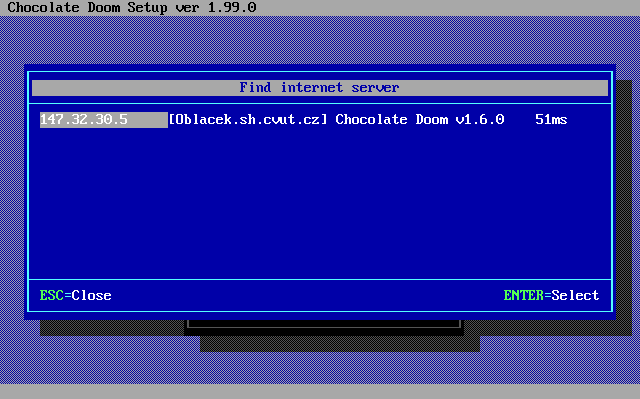 Chocolate Doom Setup ver 1.99.0
Find internet server
147.32.30.5 [Oblacek.sh.cvut.cz] Chocolate Doom v1.6.0 51ms
ESC=Close ENTER=Select